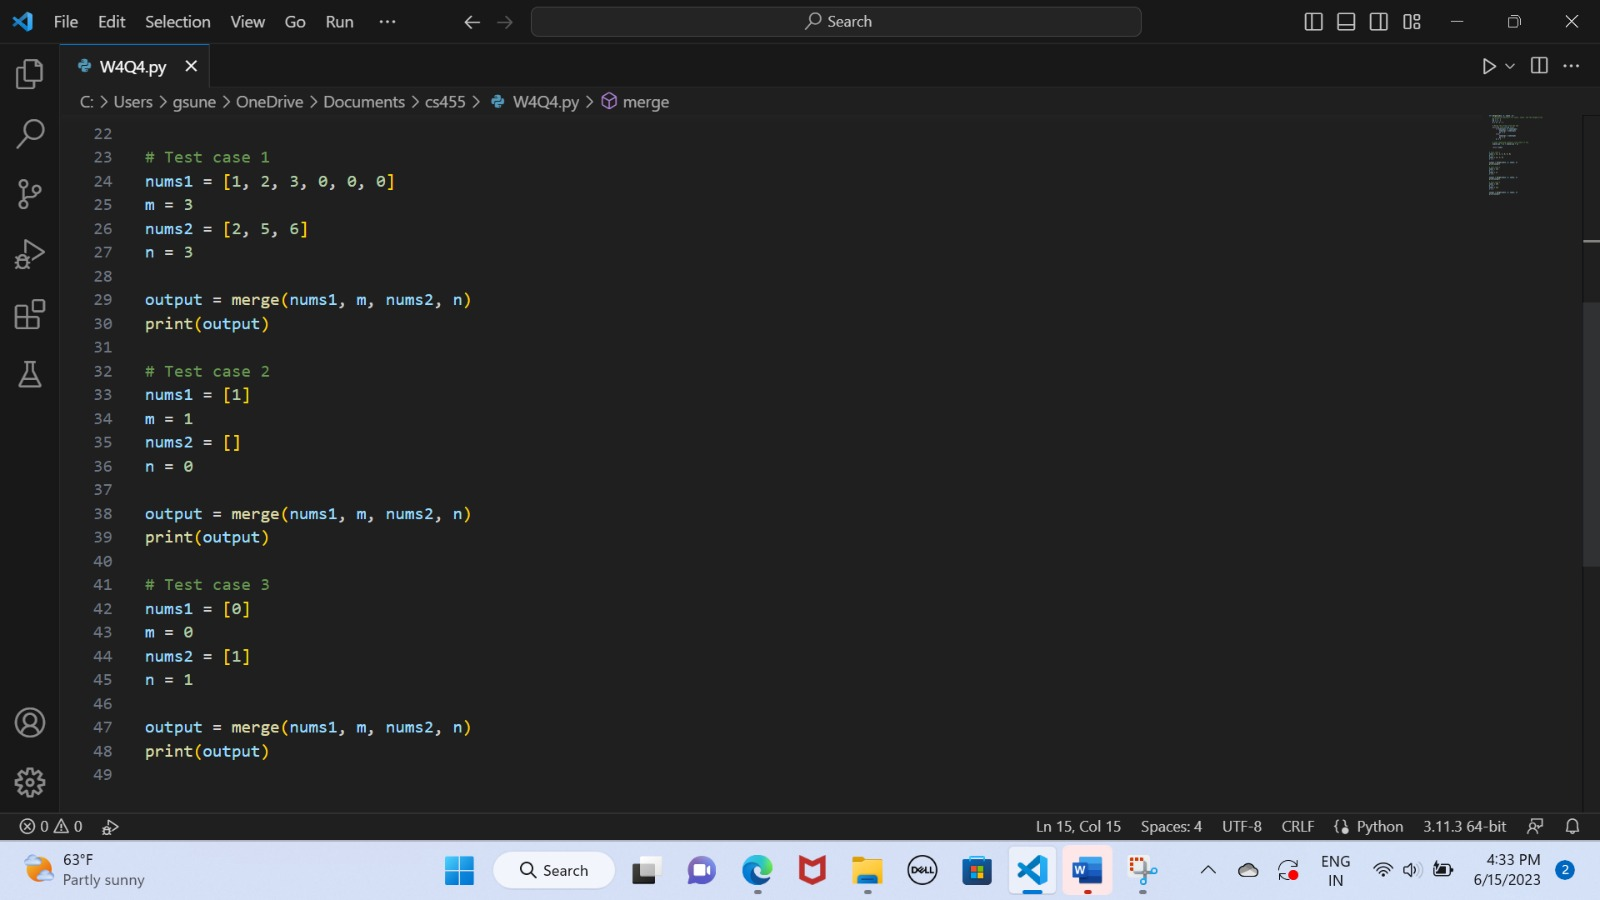 File Edit Selection View Go Run ··· Search
W4Q4.py
C: > Users > gsune > OneDrive > Documents > cs455 > W4Q4.py > merge
22
23 # Test case 1
24 nums1 = [1, 2, 3, 0, 0, 0]
25 m = 3
26 nums2 = [2, 5, 6]
27 n = 3
28
29 output = merge(nums1, m, nums2, n)
30 print(output)
31
32 # Test case 2
33 nums1 = [1]
34 m = 1
35 nums2 = []
36 n = 0
37
38 output = merge(nums1, m, nums2, n)
39 print(output)
40
41 # Test case 3
42 nums1 = [0]
43 m = 0
44 nums2 = [1]
45 n = 1
46
47 output = merge(nums1, m, nums2, n)
48 print(output)
49
0 0 Ln 15, Col 15 Spaces: 4 UTF-8 CRLF Python 3.11.3 64-bit
63°F
Partly sunny
Search
DELL
W
ENG
IN
4:33 PM
6/15/2023
2